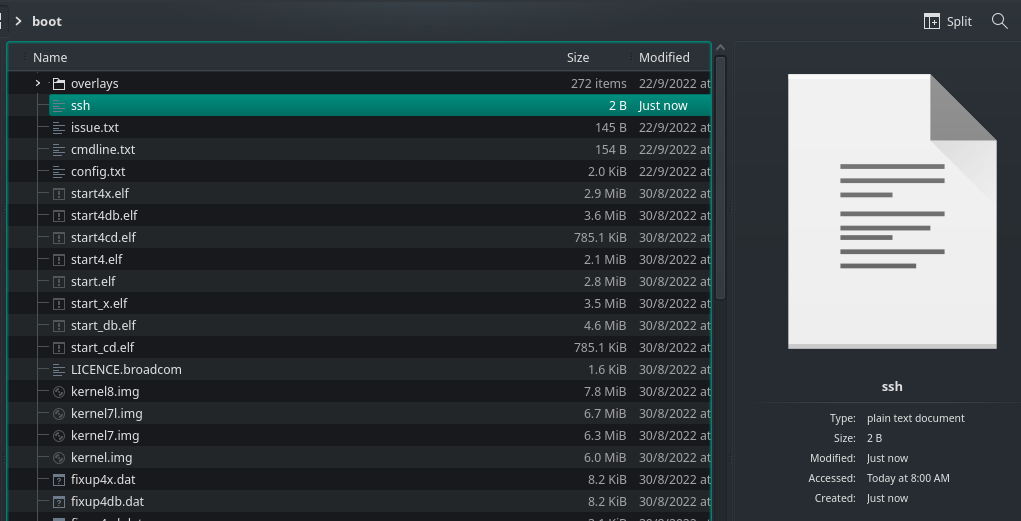 boot
Split
Name Size Modified
overlays 272 items 22/9/2022 at
ssh 2 B Just now
issue.txt 145 B 22/9/2022 at
cmdline.txt 154 B 22/9/2022 at
config.txt 2.0 KiB 22/9/2022 at
start4x.elf 2.9 MiB 30/8/2022 at
start4db.elf 3.6 MiB 30/8/2022 at
start4cd.elf 785.1 KiB 30/8/2022 at
start4.elf 2.1 MiB 30/8/2022 at
start.elf 2.8 MiB 30/8/2022 at
start_x.elf 3.5 MiB 30/8/2022 at
start_db.elf 4.6 MiB 30/8/2022 at
start_cd.elf 785.1 KiB 30/8/2022 at
LICENCE.broadcom 1.6 KiB 30/8/2022 at
kernel8.img 7.8 MiB 30/8/2022 at
kernel7l.img 6.7 MiB 30/8/2022 at
kernel7.img 6.3 MiB 30/8/2022 at
kernel.img 6.0 MiB 30/8/2022 at
fixup4x.dat 8.2 KiB 30/8/2022 at
fixup4db.dat 8.2 KiB 30/8/2022 at
ssh
Type: plain text document
Size: 2 B
Modified: Just now
Accessed: Today at 8:00 AM
Created: Just now